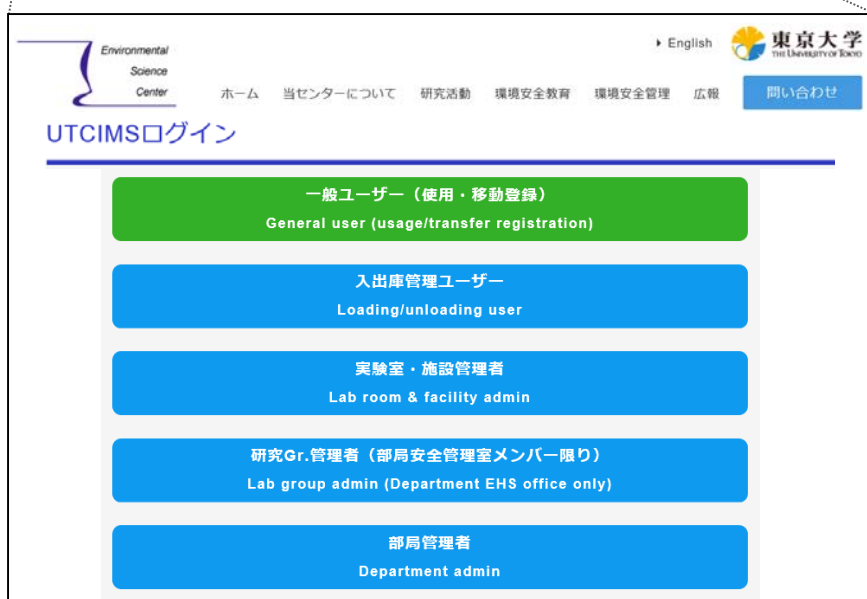 Environmental
Science
Center
English
東京大学
THE UNIVERSITY OF TOKYO
ホーム 当センターについて 研究活動 環境安全教育 環境安全管理 広報 問い合わせ
UTCIMSログイン
一般ユーザー（使用・移動登録）
General user (usage/transfer registration)
入出庫管理ユーザー
Loading/unloading user
実験室・施設管理者
Lab room & facility admin
研究Gr.管理者（部局安全管理室メンバー限り）
Lab group admin (Department EHS office only)
部局管理者
Department admin